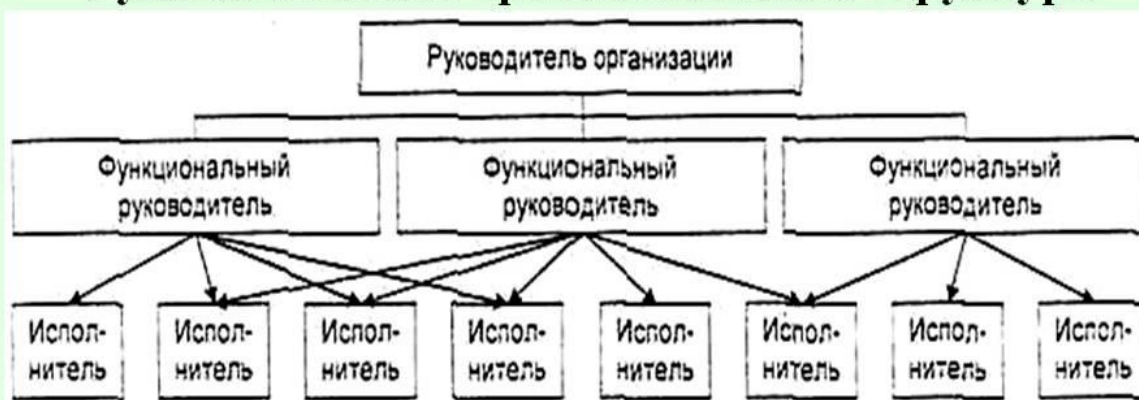 Руководитель организации
Функциональный
руководитель
Функциональный
руководитель
Функциональный
руководитель
Испол-
нитель
Испол-
нитель
Испол-
нитель
Испол-
нитель
Испол-
нитель
Испол-
нитель
Испол-
нитель
Испол-
нитель